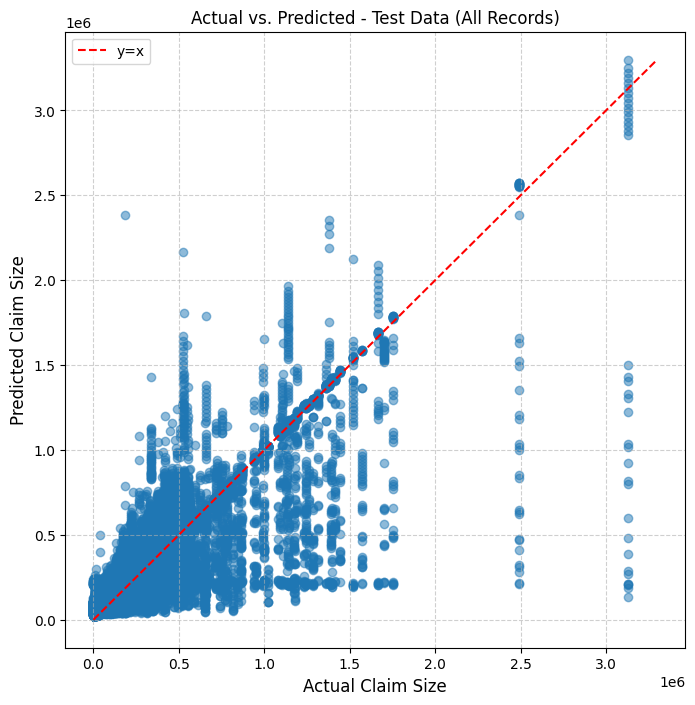 Actual vs. Predicted - Test Data (All Records)
1e6
y=x
3.0
2.5
2.0
1.5
1.0
0.5
0.0
Predicted Claim Size
0.0 0.5 1.0 1.5 2.0 2.5 3.0
1e6
Actual Claim Size